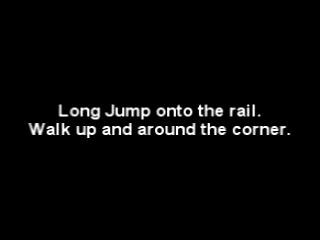 Long Jump onto the rail.
Walk up and around the corner.